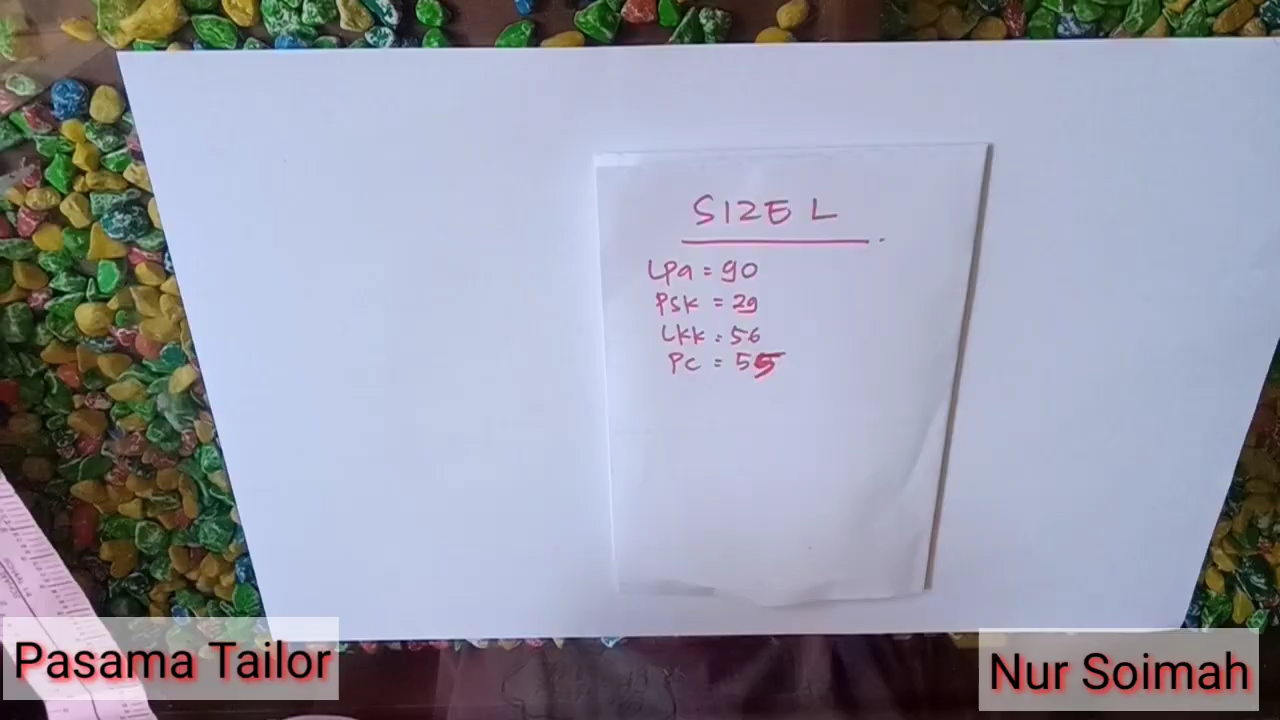 SIZE L
Lpa = 90
PSK = 29
Lkk = 56
PC = 55
Pasama Tailor
Nur Soimah